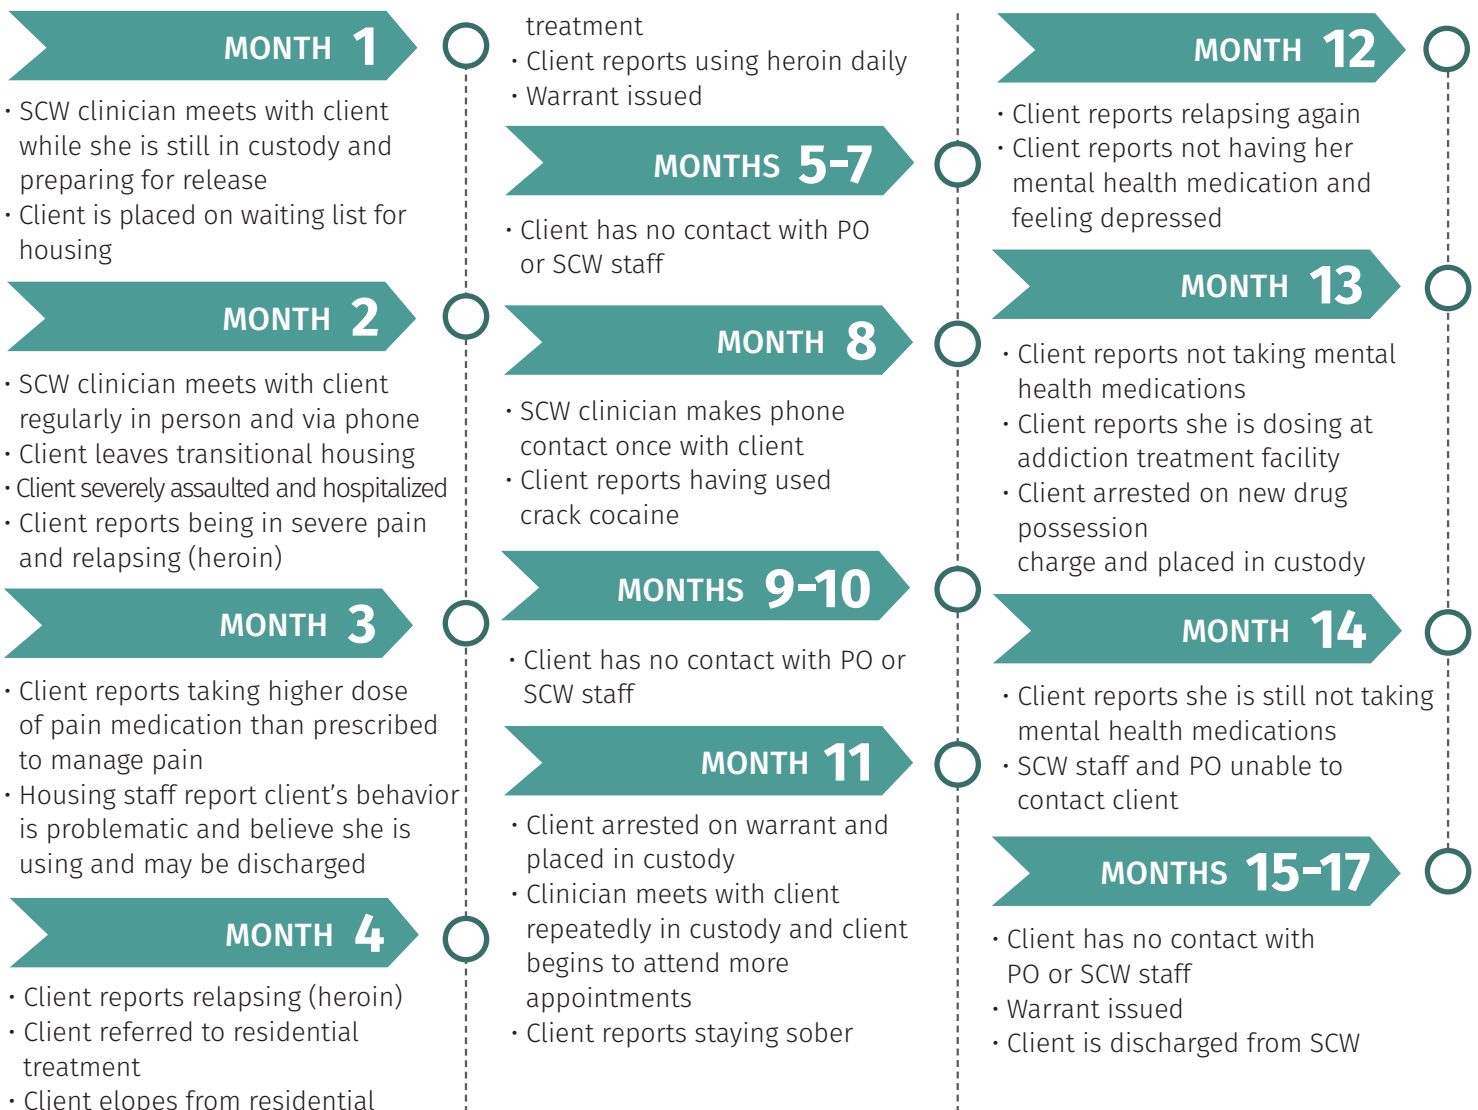 MONTH 1
• SCW clinician meets with client
while she is still in custody and
preparing for release
• Client is placed on waiting list for
housing
MONTH 2
• SCW clinician meets with client
regularly in person and via phone
• Client leaves transitional housing
• Client severely assaulted and hospitalized
• Client reports being in severe pain
and relapsing (heroin)
MONTH 3
• Client reports taking higher dose
of pain medication than prescribed
to manage pain
• Housing staff report client's behavior
is problematic and believe she is
using and may be discharged
MONTH 4
• Client reports relapsing (heroin)
• Client referred to residential
treatment
• Client elopes from residential
treatment
• Client reports using heroin daily
• Warrant issued
MONTHS 5-7
• Client has no contact with PO
or SCW staff
MONTH 8
• SCW clinician makes phone
contact once with client
• Client reports having used
crack cocaine
MONTHS 9-10
• Client has no contact with PO or
SCW staff
MONTH 11
• Client arrested on warrant and
placed in custody
• Clinician meets with client
repeatedly in custody and client
begins to attend more
appointments
• Client reports staying sober
MONTH 12
• Client reports relapsing again
• Client reports not having her
mental health medication and
feeling depressed
MONTH 13
• Client reports not taking mental
health medications
• Client reports she is dosing at
addiction treatment facility
• Client arrested on new drug
possession
charge and placed in custody
MONTH 14
• Client reports she is still not taking
mental health medications
• SCW staff and PO unable to
contact client
MONTHS 15-17
• Client has no contact with
PO or SCW staff
• Warrant issued
• Client is discharged from SCW